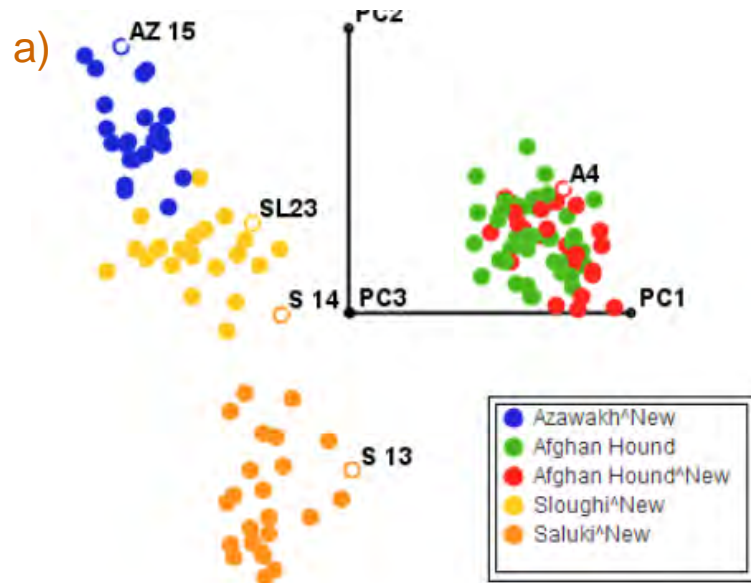 a)
AZ 15
PC2
A4
SL23
S 14
PC3
PC1
S 13
Azawakh^New
Afghan Hound
Afghan Hound^New
Sloughi^New
Saluki^New